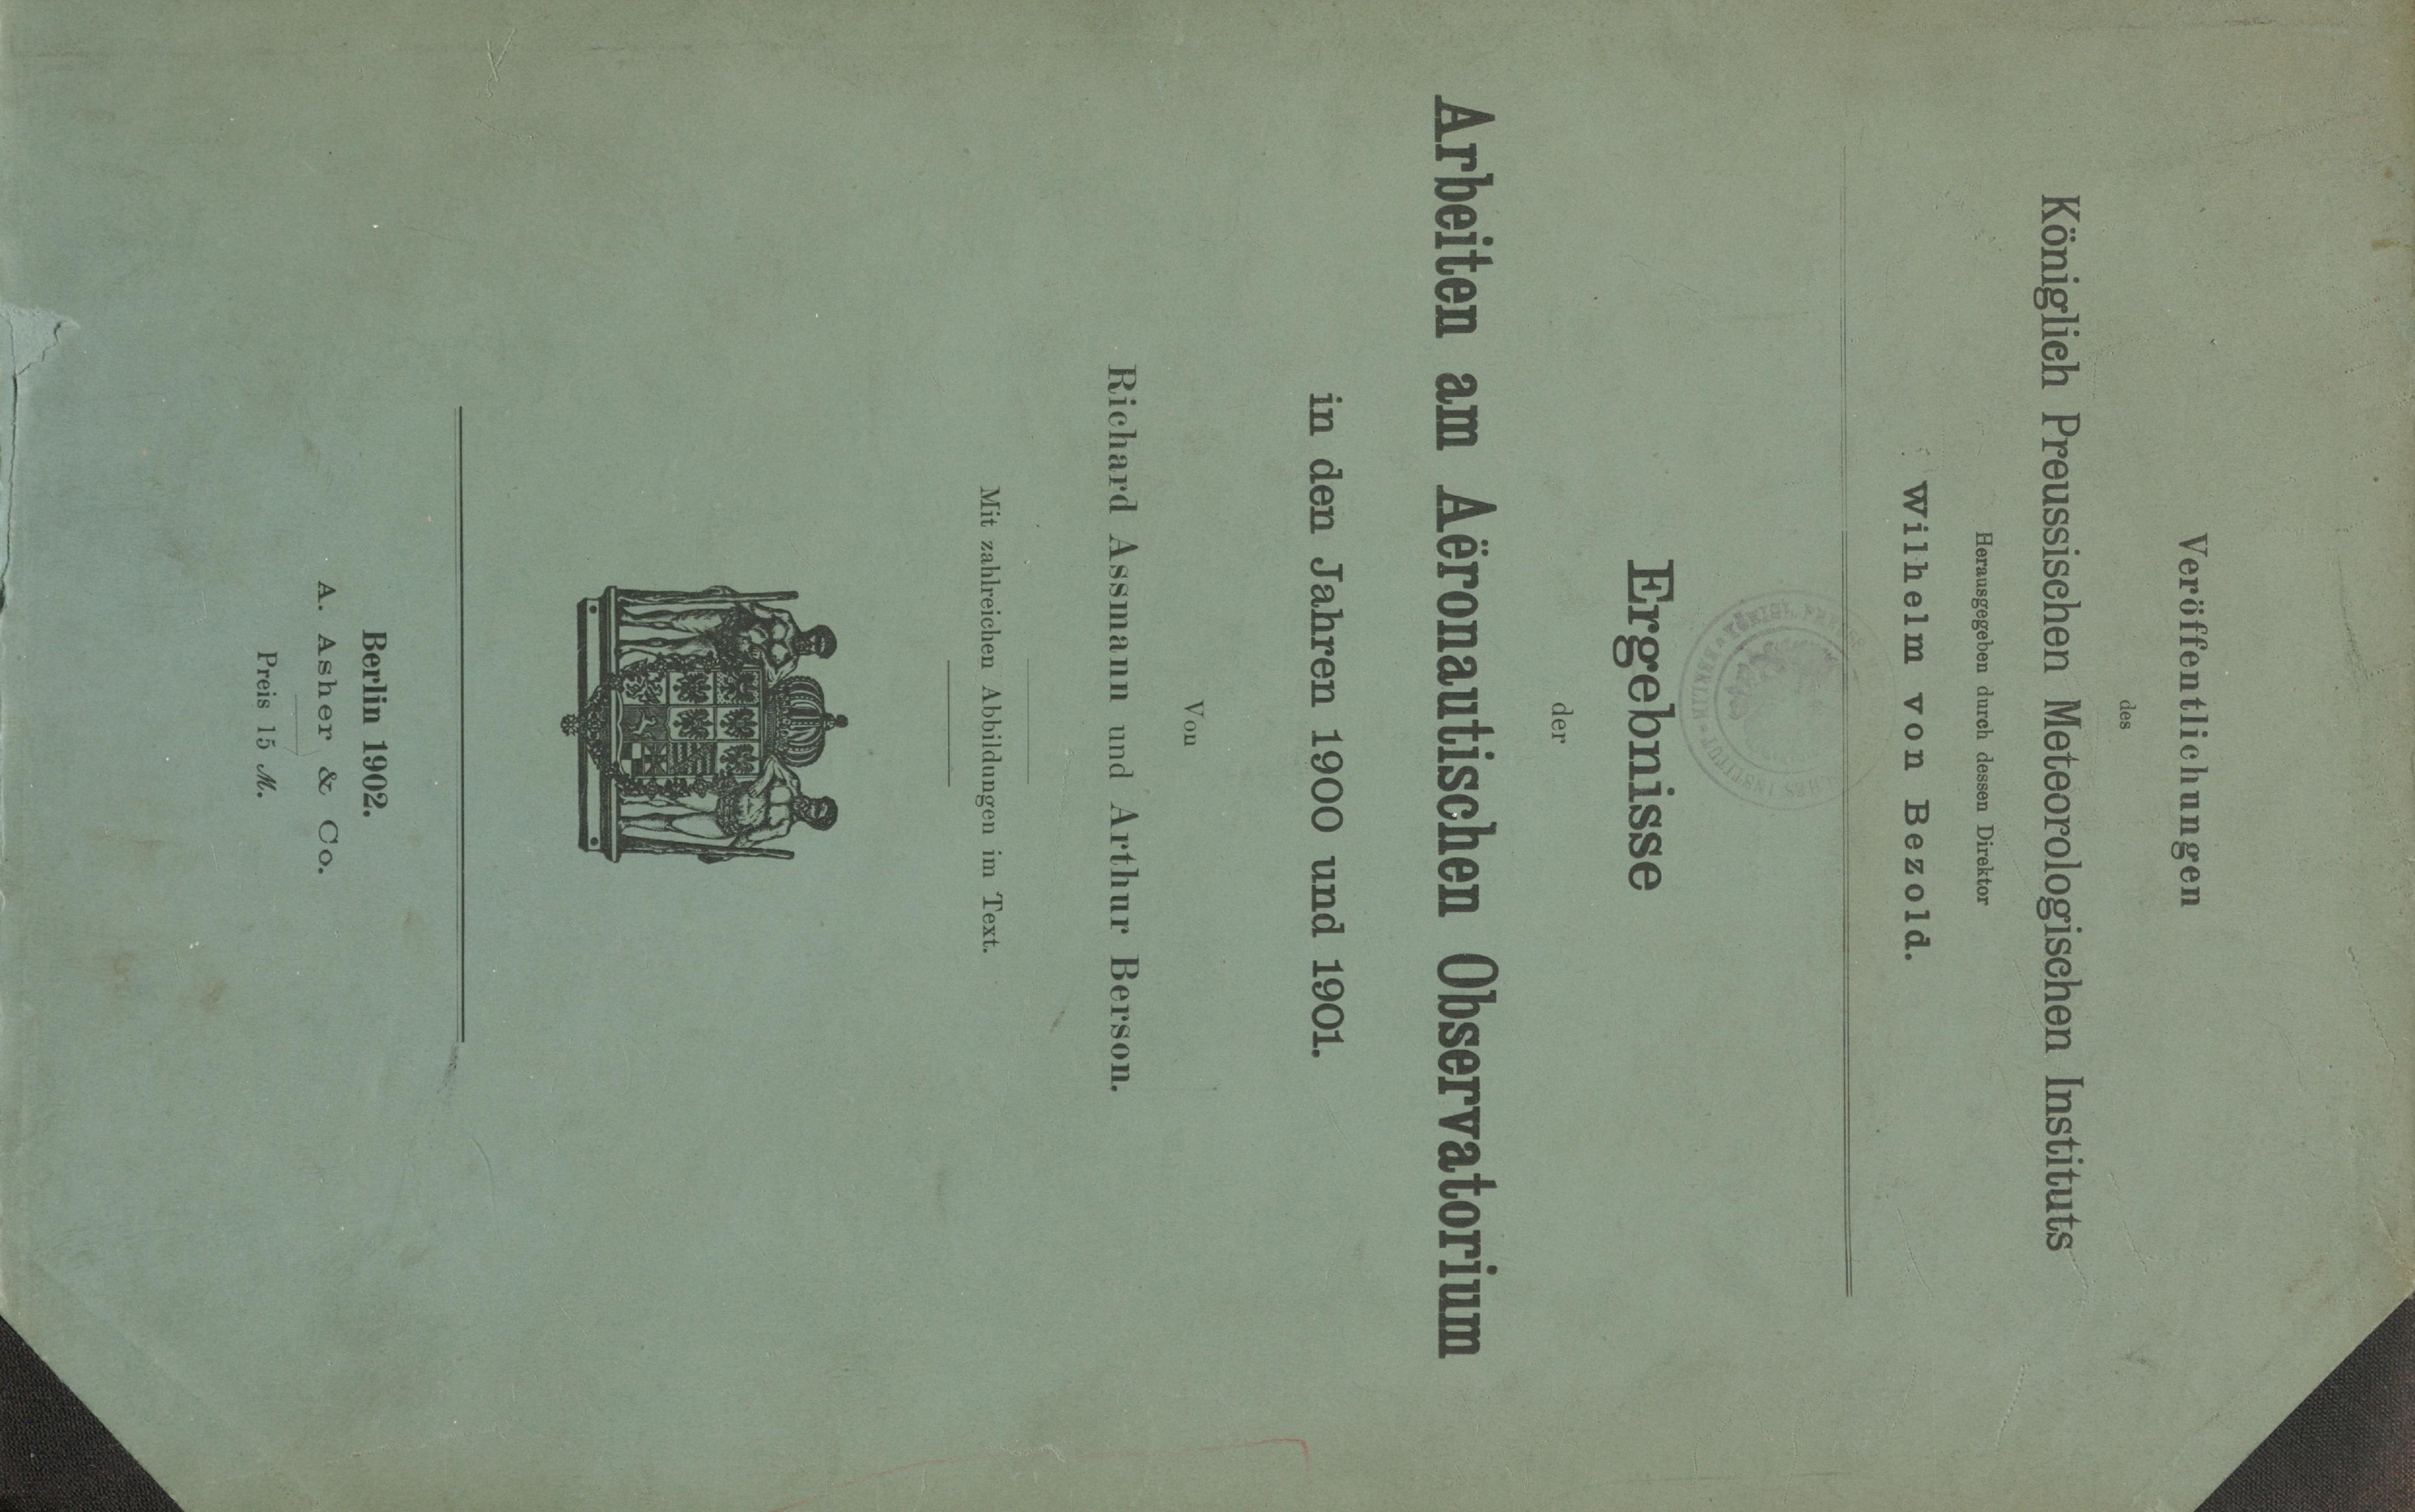 Veröffentlichungen
des
Königlich Preussischen Meteorologischen Instituts
Herausgegeben durch dessen Direktor
Wilhelm von Bezold.
Ergebnisse
der
Arbeiten am Aëronautischen Observatorium
in den Jahren 1900 und 1901.
Von
Richard Assmann und Arthur Berson.
Mit zahlreichen Abbildungen im Text.
Berlin 1902.
A. Asher & Co.
Preis 15 M.